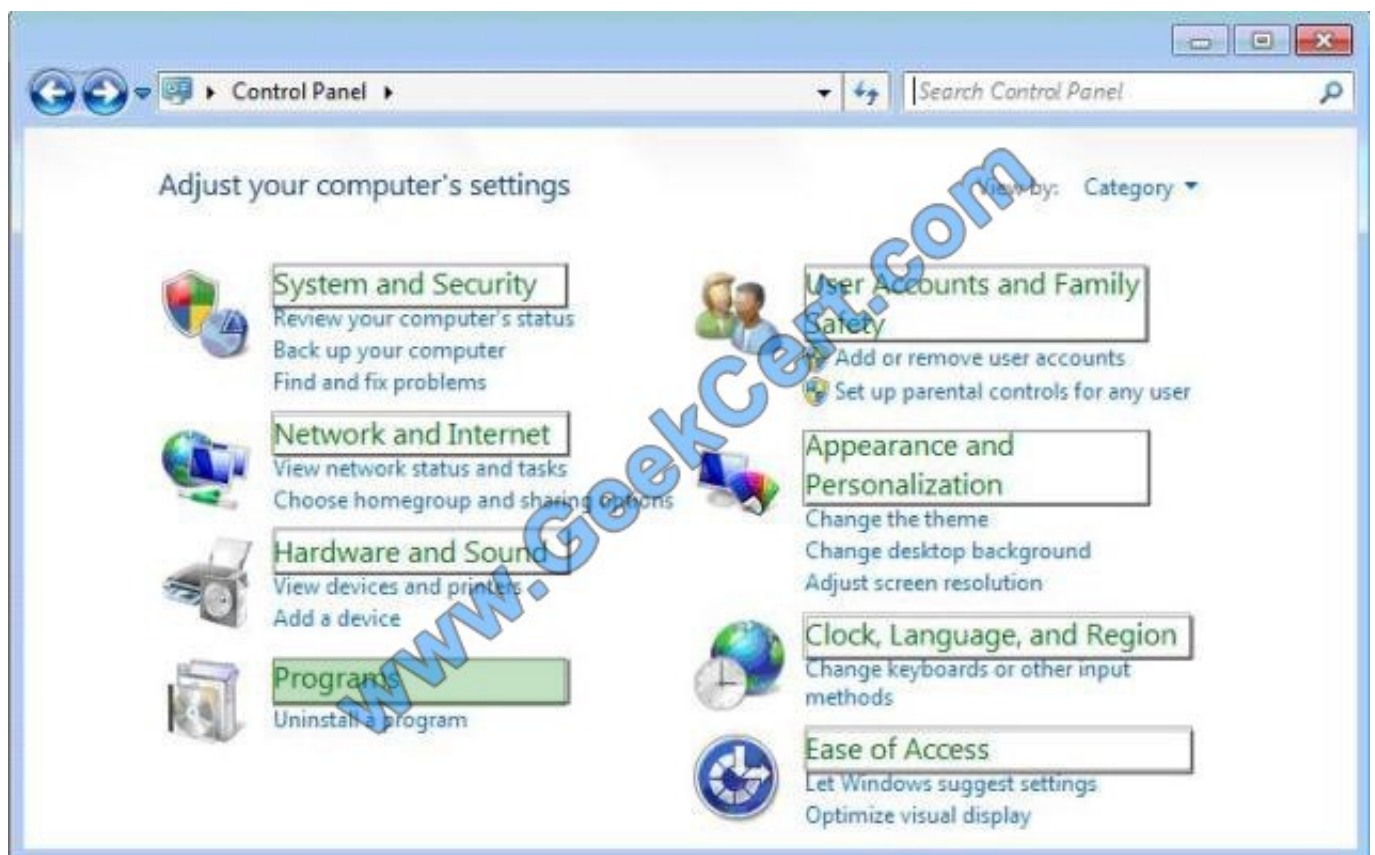 Control Panel
Search Control Panel
Adjust your computer's settings
View by: Category
System and Security
Review your computer's status
Back up your computer
Find and fix problems
Network and Internet
View network status and tasks
Choose homegroup and sharing options
Hardware and Sound
View devices and printers
Add a device
Programs
Uninstall a program
User Accounts and Family
Safety
Add or remove user accounts
Set up parental controls for any user
Appearance and
Personalization
Change the theme
Change desktop background
Adjust screen resolution
Clock, Language, and Region
Change keyboards or other input
methods
Ease of Access
Let Windows suggest settings
Optimize visual display
www.GeekCert.com